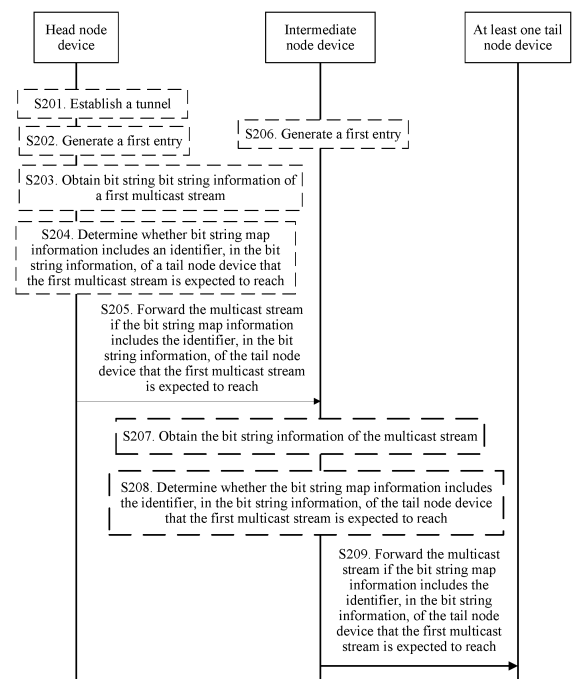 Head node
device
Intermediate
node device
At least one tail
node device
S201. Establish a tunnel
S202. Generate a first entry
S206. Generate a first entry
S203. Obtain bit string bit string information of
a first multicast stream
S204. Determine whether bit string map
information includes an identifier, in the bit
string information, of a tail node device that
the first multicast stream is expected to reach
S205. Forward the multicast stream
if the bit string map information
includes the identifier, in the bit
string information, of the tail node
device that the first multicast stream
is expected to reach
S207. Obtain the bit string information of the multicast stream
S208. Determine whether the bit string map information includes
the identifier, in the bit string information, of the tail node device
that the first multicast stream is expected to reach
S209. Forward the multicast
stream if the bit string map
information includes the
identifier, in the bit string
information, of the tail node
device that the first multicast
stream is expected to reach